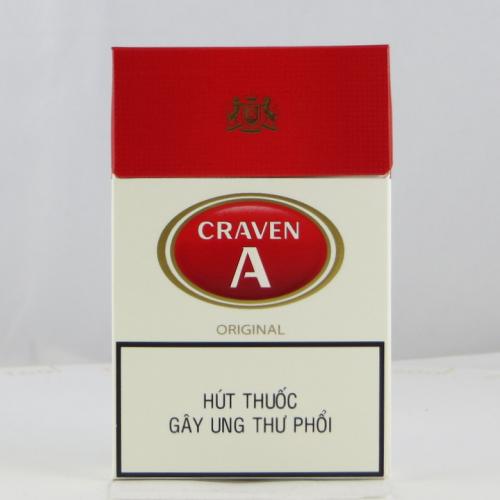 CRAVEN
A
ORIGINAL
HÚT THUỐC
GÂY UNG THƯ PHỔI